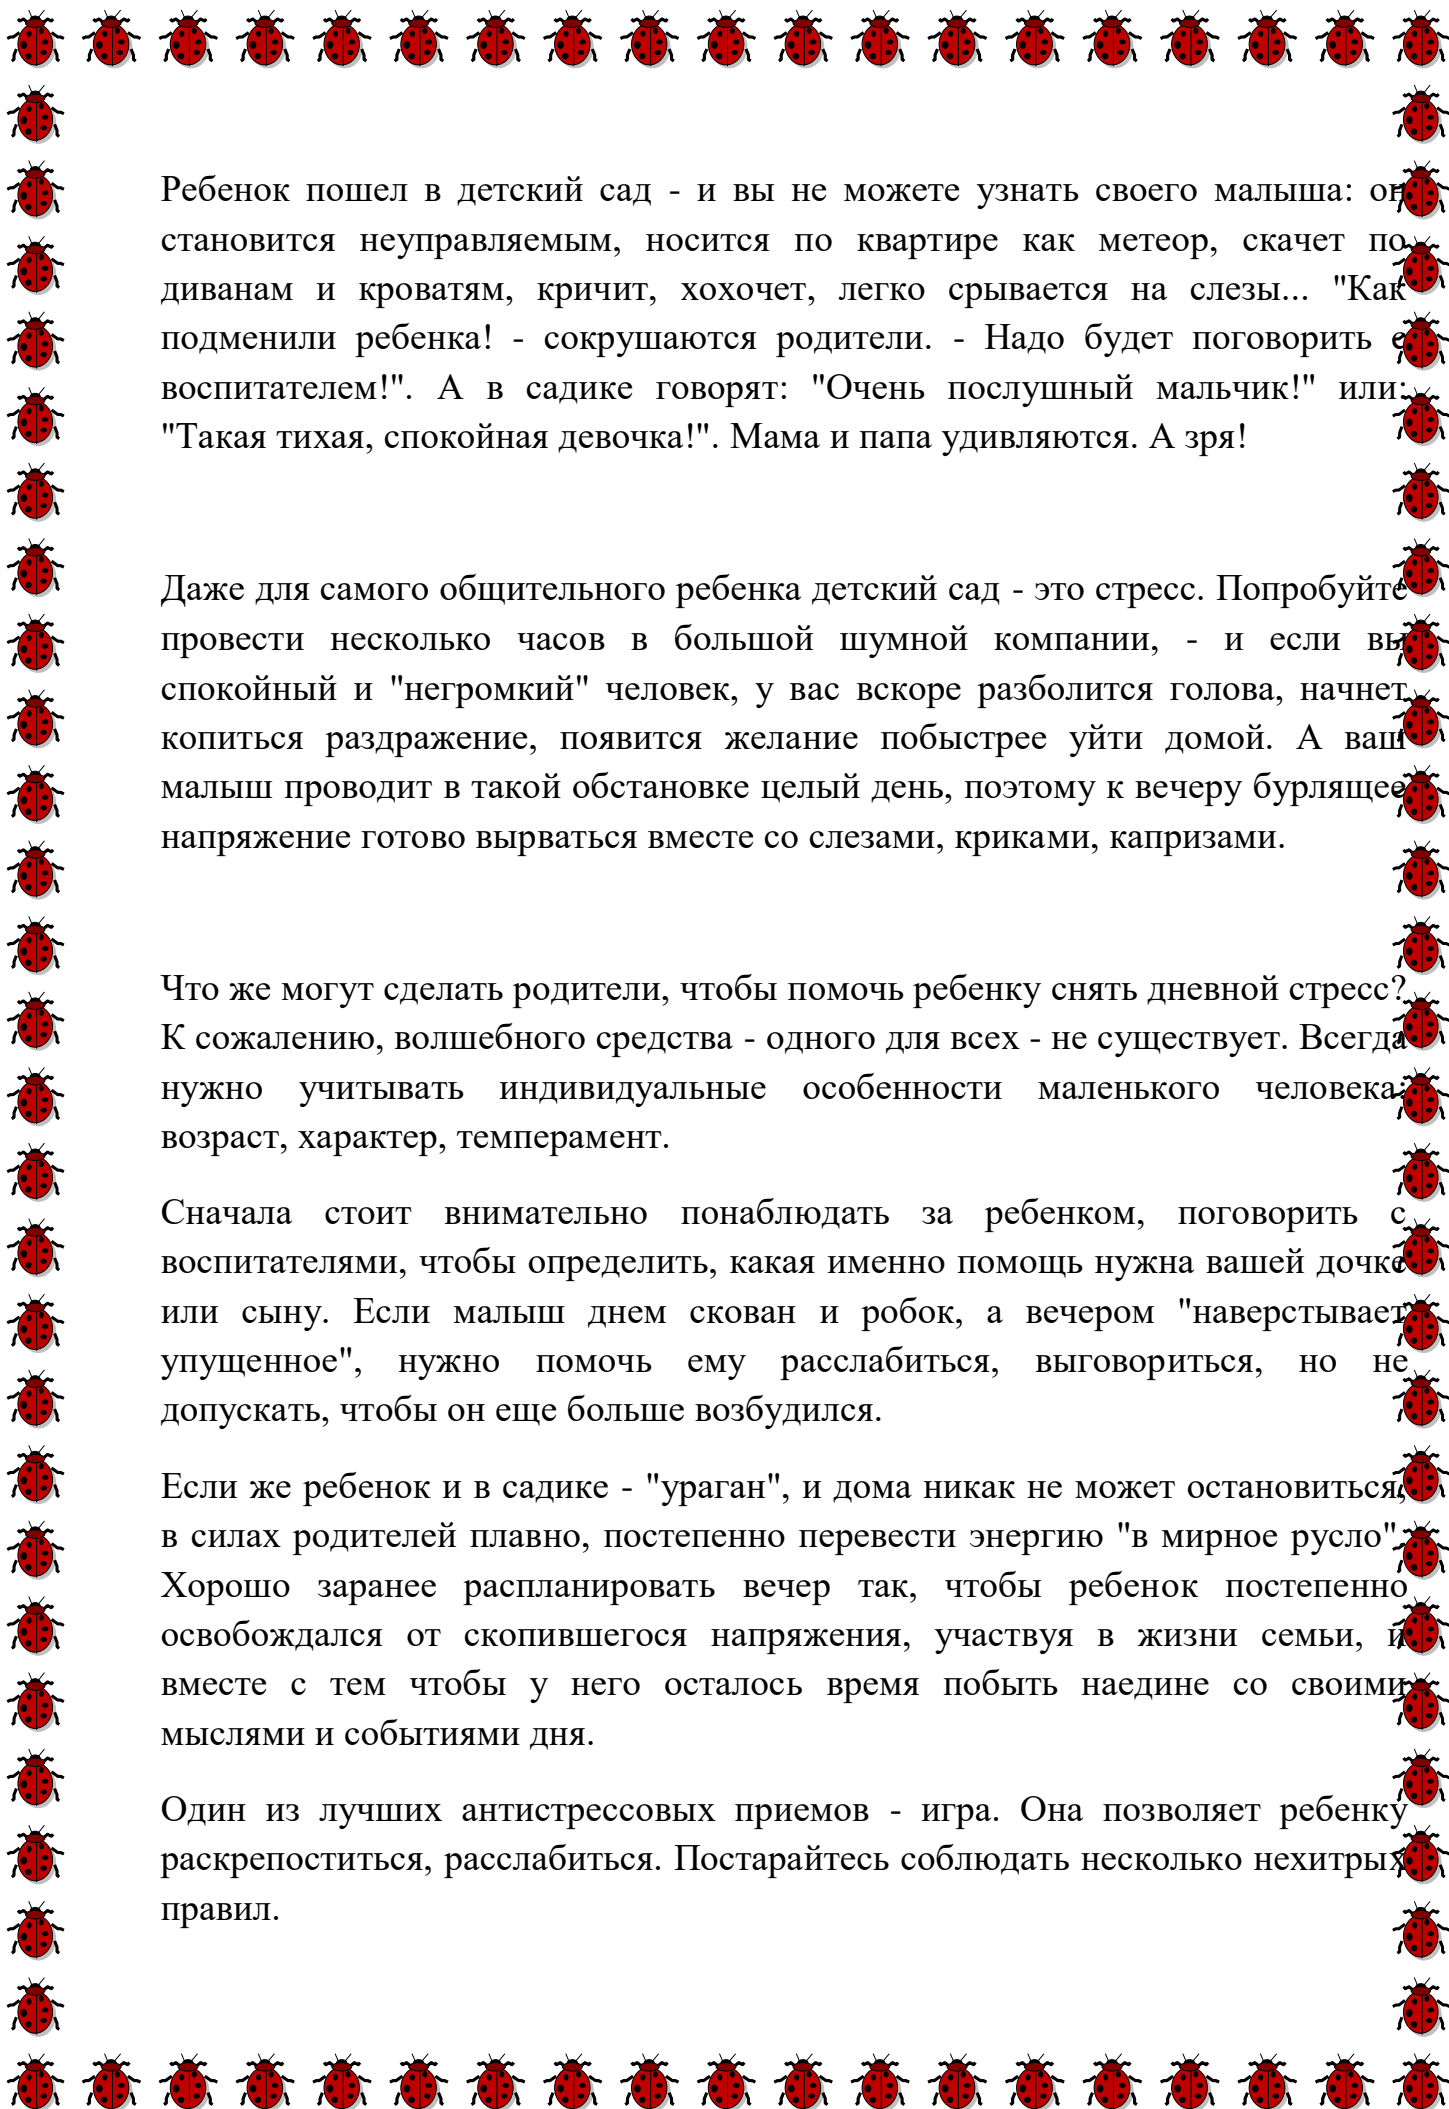 Ребенок пошел в детский сад - и вы не можете узнать своего малыша: он
становится неуправляемым, носится по квартире как метеор, скачет по
диванам и кроватям, кричит, хохочет, легко срывается на слезы... "Как
подменили ребенка! - сокрушаются родители. - Надо будет поговорить с
воспитателем!". А в садике говорят: "Очень послушный мальчик!" или:
"Такая тихая, спокойная девочка!". Мама и папа удивляются. А зря!
Даже для самого общительного ребенка детский сад - это стресс. Попробуйте
провести несколько часов в большой шумной компании, - и если вы
спокойный и "негромкий" человек, у вас вскоре разболится голова, начнет
копиться раздражение, появится желание побыстрее уйти домой. А ваш
малыш проводит в такой обстановке целый день, поэтому к вечеру бурлящее
напряжение готово вырваться вместе со слезами, криками, капризами.
Что же могут сделать родители, чтобы помочь ребенку снять дневной стресс?
К сожалению, волшебного средства - одного для всех - не существует. Всегда
нужно учитывать индивидуальные особенности маленького человека:
возраст, характер, темперамент.
Сначала стоит внимательно понаблюдать за ребенком, поговорить с
воспитателями, чтобы определить, какая именно помощь нужна вашей дочке
или сыну. Если малыш днем скован и робок, а вечером "наверстывает
упущенное", нужно помочь ему расслабиться, выговориться, но не
допускать, чтобы он еще больше возбудился.
Если же ребенок и в садике - "ураган", и дома никак не может остановиться,
в силах родителей плавно, постепенно перевести энергию "в мирное русло".
Хорошо заранее распланировать вечер так, чтобы ребенок постепенно
освобождался от скопившегося напряжения, участвуя в жизни семьи, и
вместе с тем чтобы у него осталось время побыть наедине со своими
мыслями и событиями дня.
Один из лучших антистрессовых приемов - игра. Она позволяет ребенку
раскрепоститься, расслабиться. Постарайтесь соблюдать несколько нехитрых
правил.